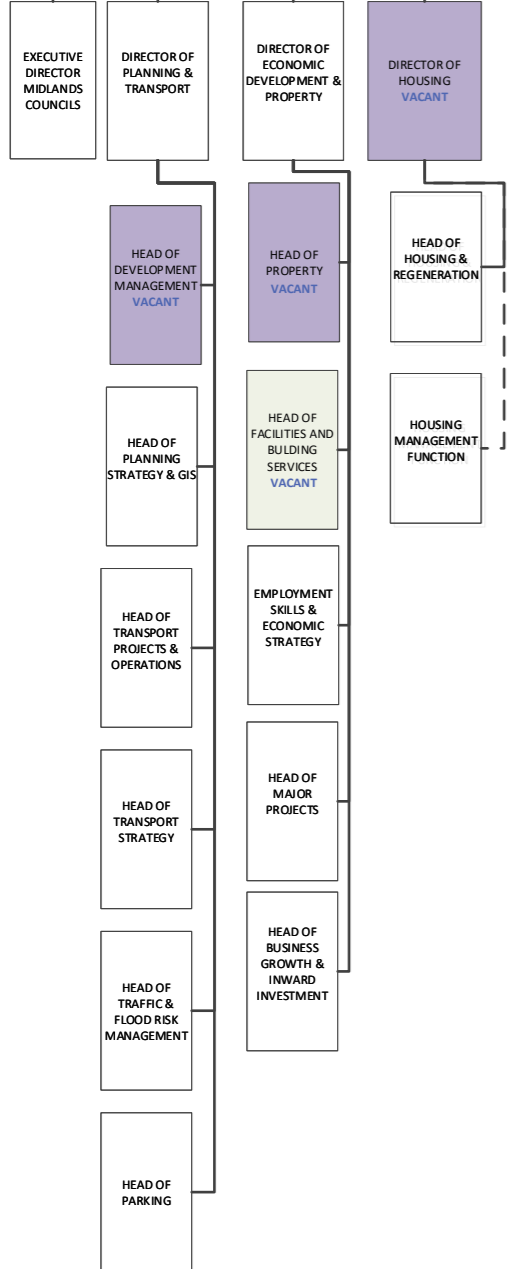 EXECUTIVE
DIRECTOR
MIDLANDS
COUNCILS
DIRECTOR OF
PLANNING &
TRANSPORT
DIRECTOR OF
ECONOMIC
DEVELOPMENT &
PROPERTY
DIRECTOR OF
HOUSING
VACANT
HEAD OF
DEVELOPMENT
MANAGEMENT
VACANT
HEAD OF
PLANNING
STRATEGY & GIS
HEAD OF
TRANSPORT
PROJECTS &
OPERATIONS
HEAD OF
TRANSPORT
STRATEGY
HEAD OF
TRAFFIC &
FLOOD RISK
MANAGEMENT
HEAD OF
PARKING
HEAD OF
PROPERTY
VACANT
HEAD OF
FACILITIES AND
BULDING
SERVICES
VACANT
EMPLOYMENT
SKILLS &
ECONOMIC
STRATEGY
HEAD OF
MAJOR
PROJECTS
HEAD OF
BUSINESS
GROWTH &
INWARD
INVESTMENT
HEAD OF
HOUSING &
REGENERATION
HOUSING
MANAGEMENT
FUNCTION